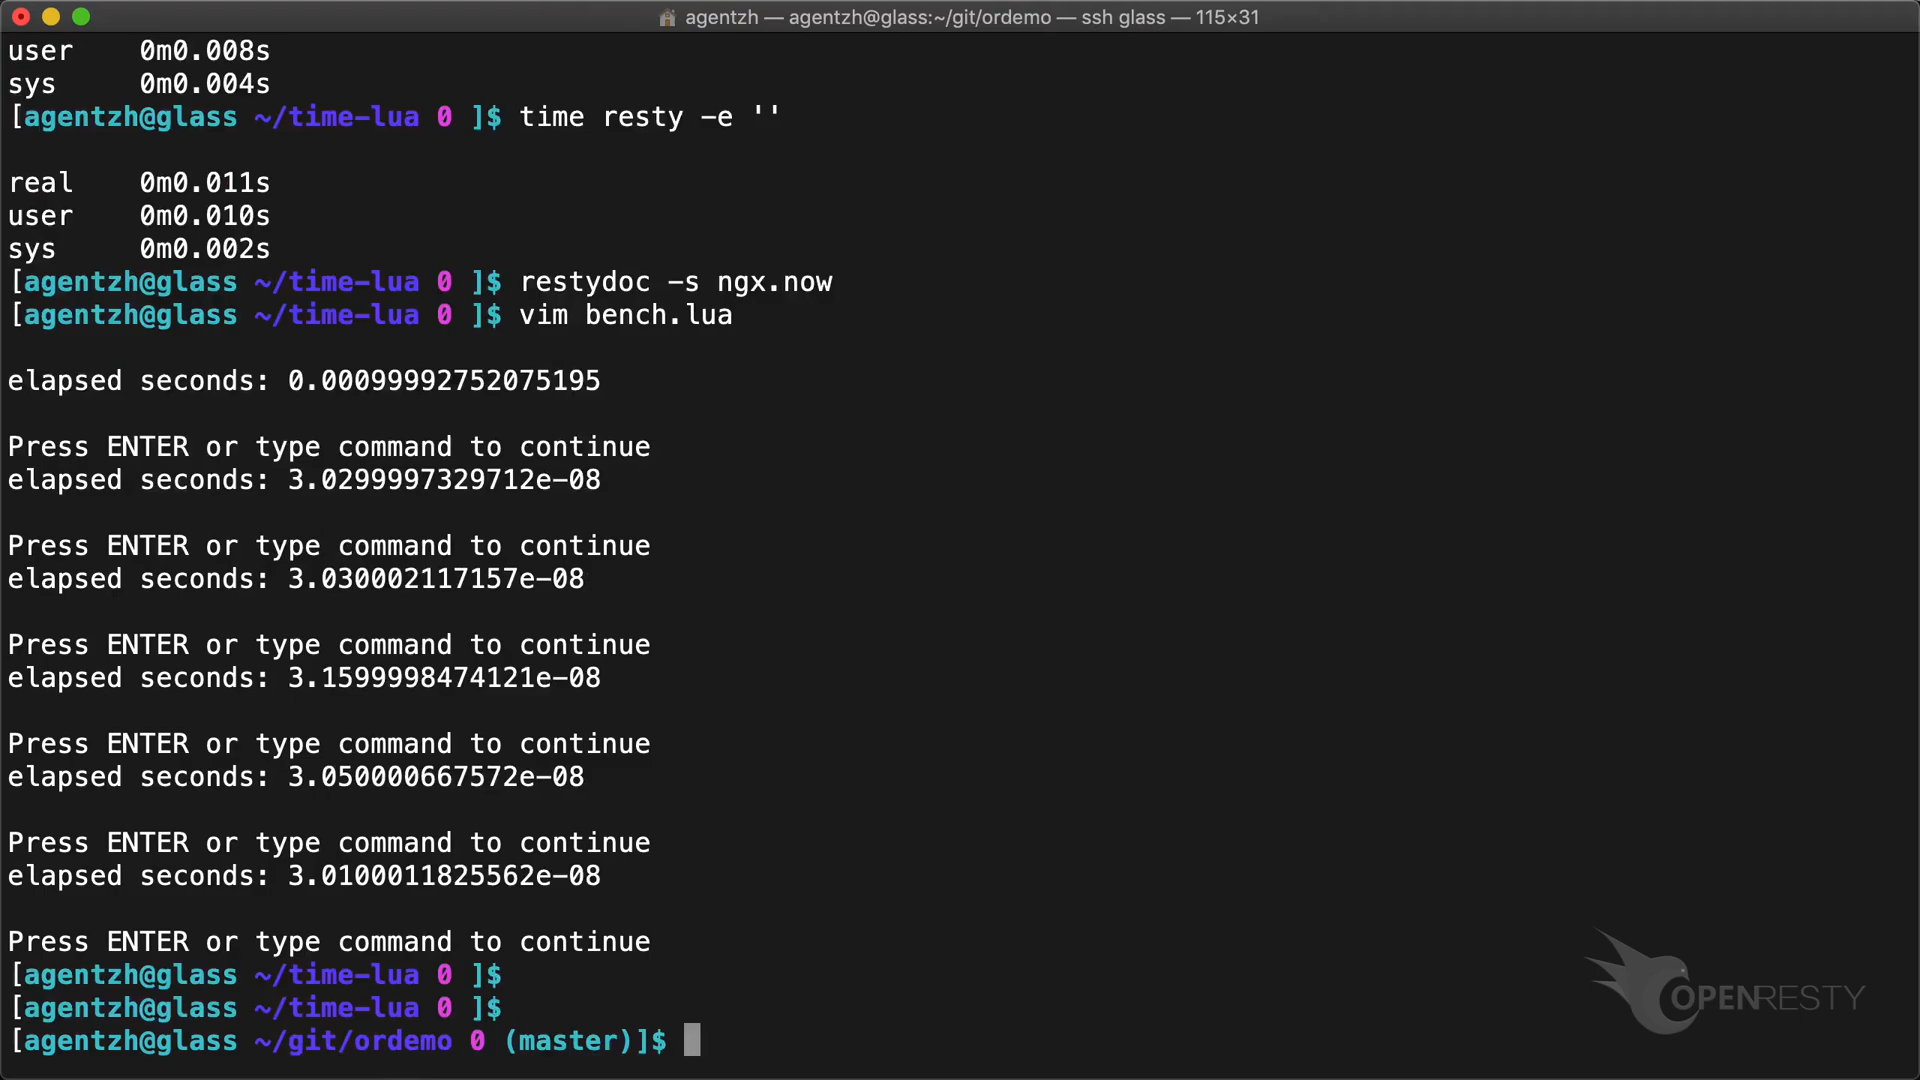 agentzh — agentzh@glass:~/git/ordemo — ssh glass — 115×31
user    0m0.008s
sys     0m0.004s
[agentzh@glass ~/time-lua 0 ]$ time resty -e ''
real    0m0.011s
user    0m0.010s
sys     0m0.002s
[agentzh@glass ~/time-lua 0 ]$ restydoc -s ngx.now
[agentzh@glass ~/time-lua 0 ]$ vim bench.lua
elapsed seconds: 0.00099992752075195
Press ENTER or type command to continue
elapsed seconds: 3.0299997329712e-08
Press ENTER or type command to continue
elapsed seconds: 3.030002117157e-08
Press ENTER or type command to continue
elapsed seconds: 3.1599998474121e-08
Press ENTER or type command to continue
elapsed seconds: 3.050000667572e-08
Press ENTER or type command to continue
elapsed seconds: 3.0100011825562e-08
Press ENTER or type command to continue
[agentzh@glass ~/time-lua 0 ]$
[agentzh@glass ~/time-lua 0 ]$
[agentzh@glass ~/git/ordemo 0 (master)]$
OPENRESTY